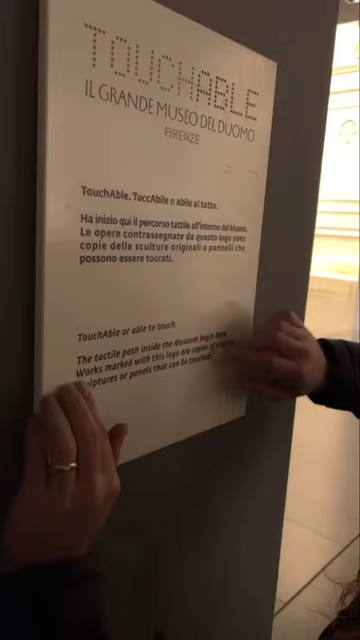 TOUCHABLE
IL GRANDE MUSEO DEL DUOMO
FIRENZE
TouchAble. ToccAbile o abile al tatto.
Ha inizio qui il percorso tattile all'interno del Museo.
Le opere contrassegnate da questo logo sono
copie delle sculture originali o pannelli che
possono essere toccati.
TouchAble or able to touch.
The tactile path inside the Museum begin here.
Works marked with this logo are copies of original
sculptures or panels that can be touched.